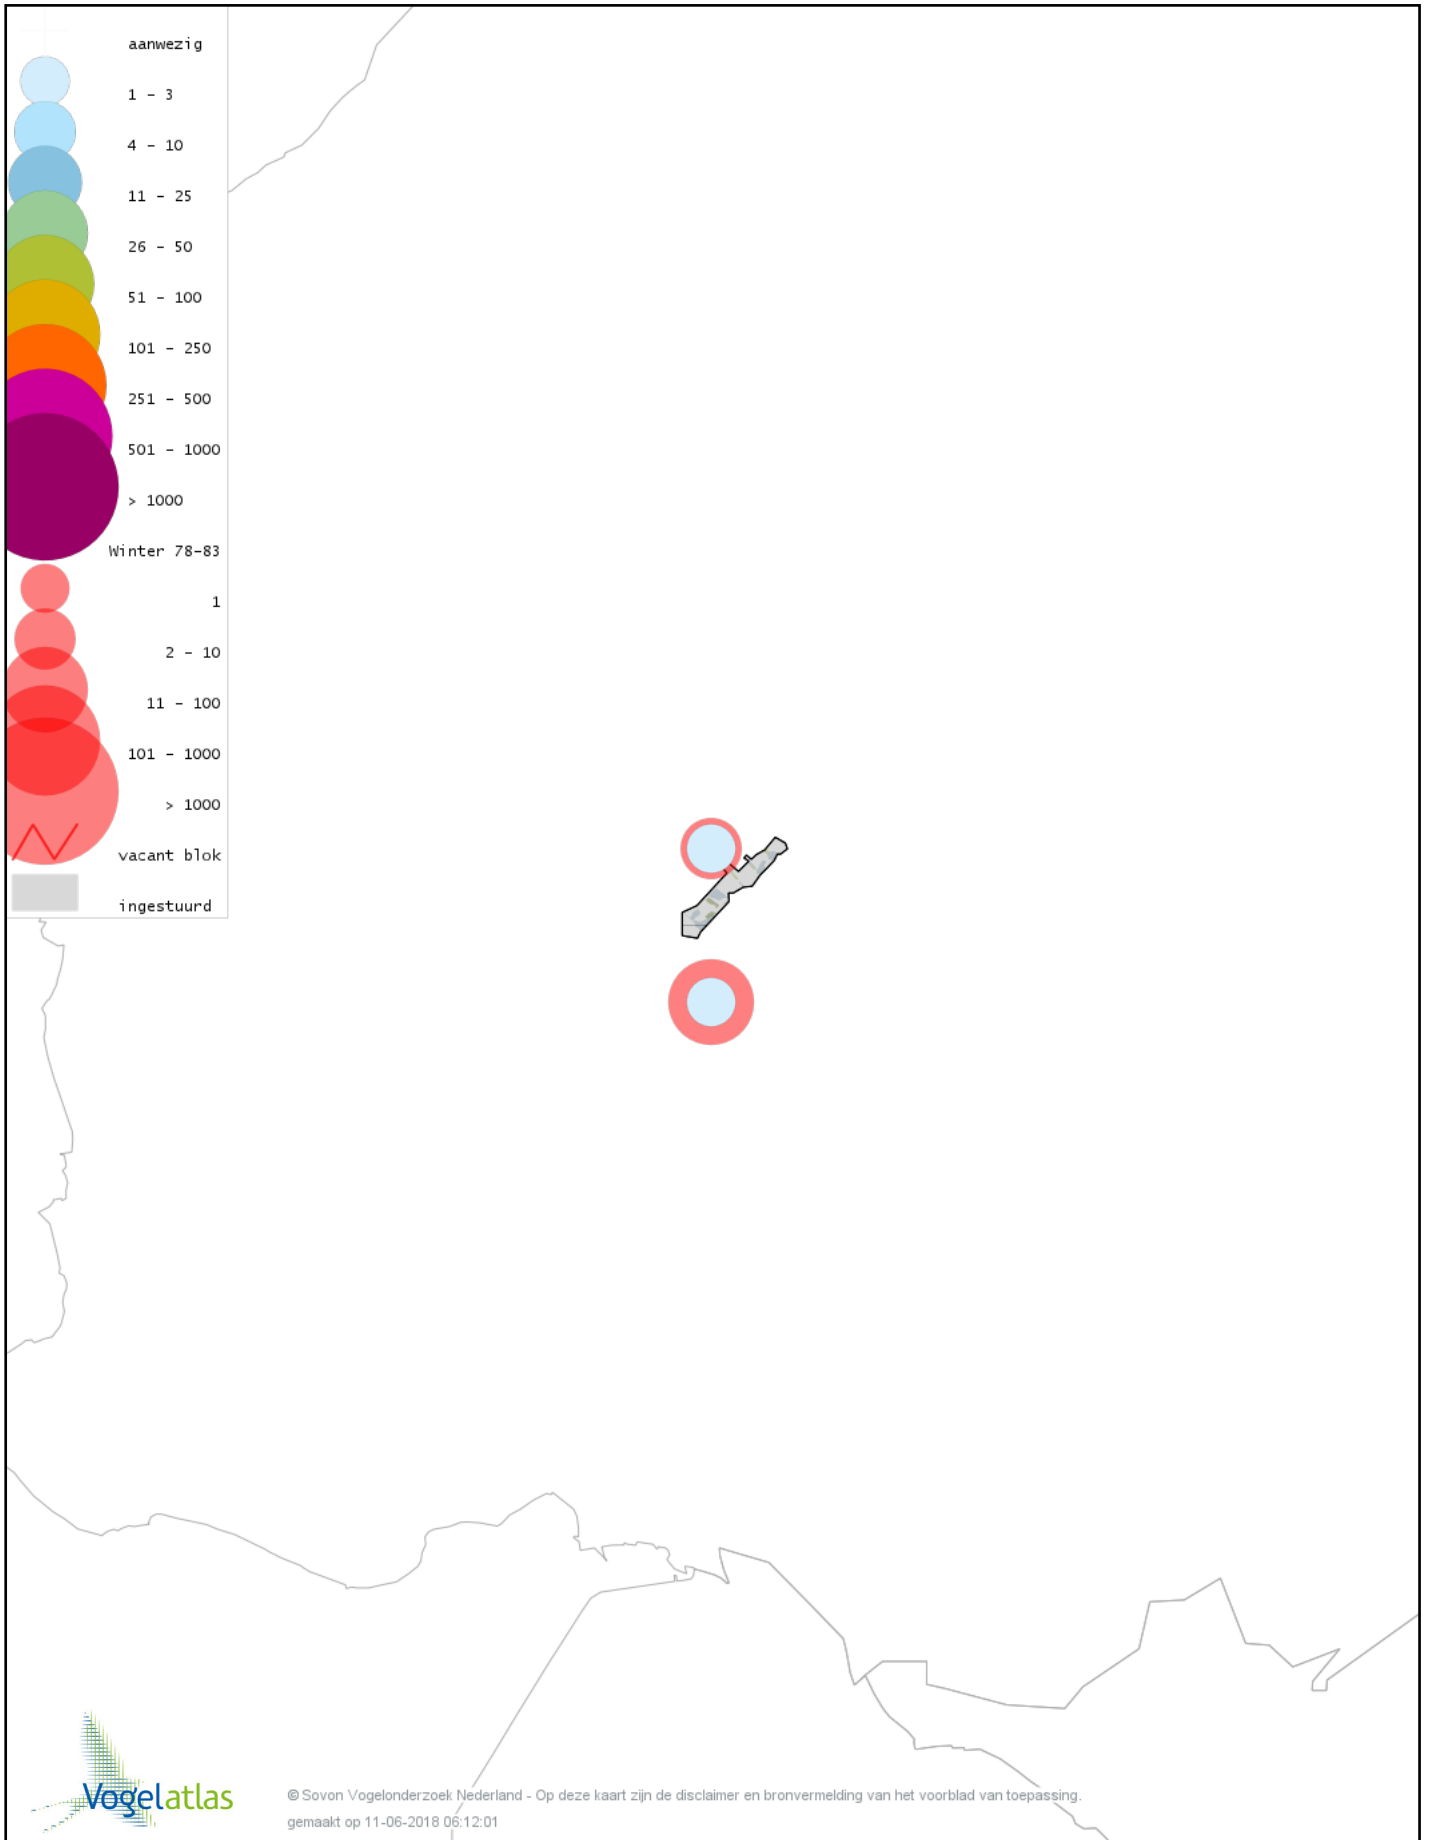 aanwezig
1 - 3
4 - 10
11 - 25
26 - 50
51 - 100
101 - 250
251 - 500
501 - 1000
> 1000
Winter 78-83
1
2 - 10
11 - 100
101 - 1000
> 1000
vacant blok
ingestuurd
Vogelatlas
© Sovon Vogelonderzoek Nederland - Op deze kaart zijn de disclaimer en bronvermelding van het voorblad van toepassing.
gemaakt op 11-06-2018 06:12:01